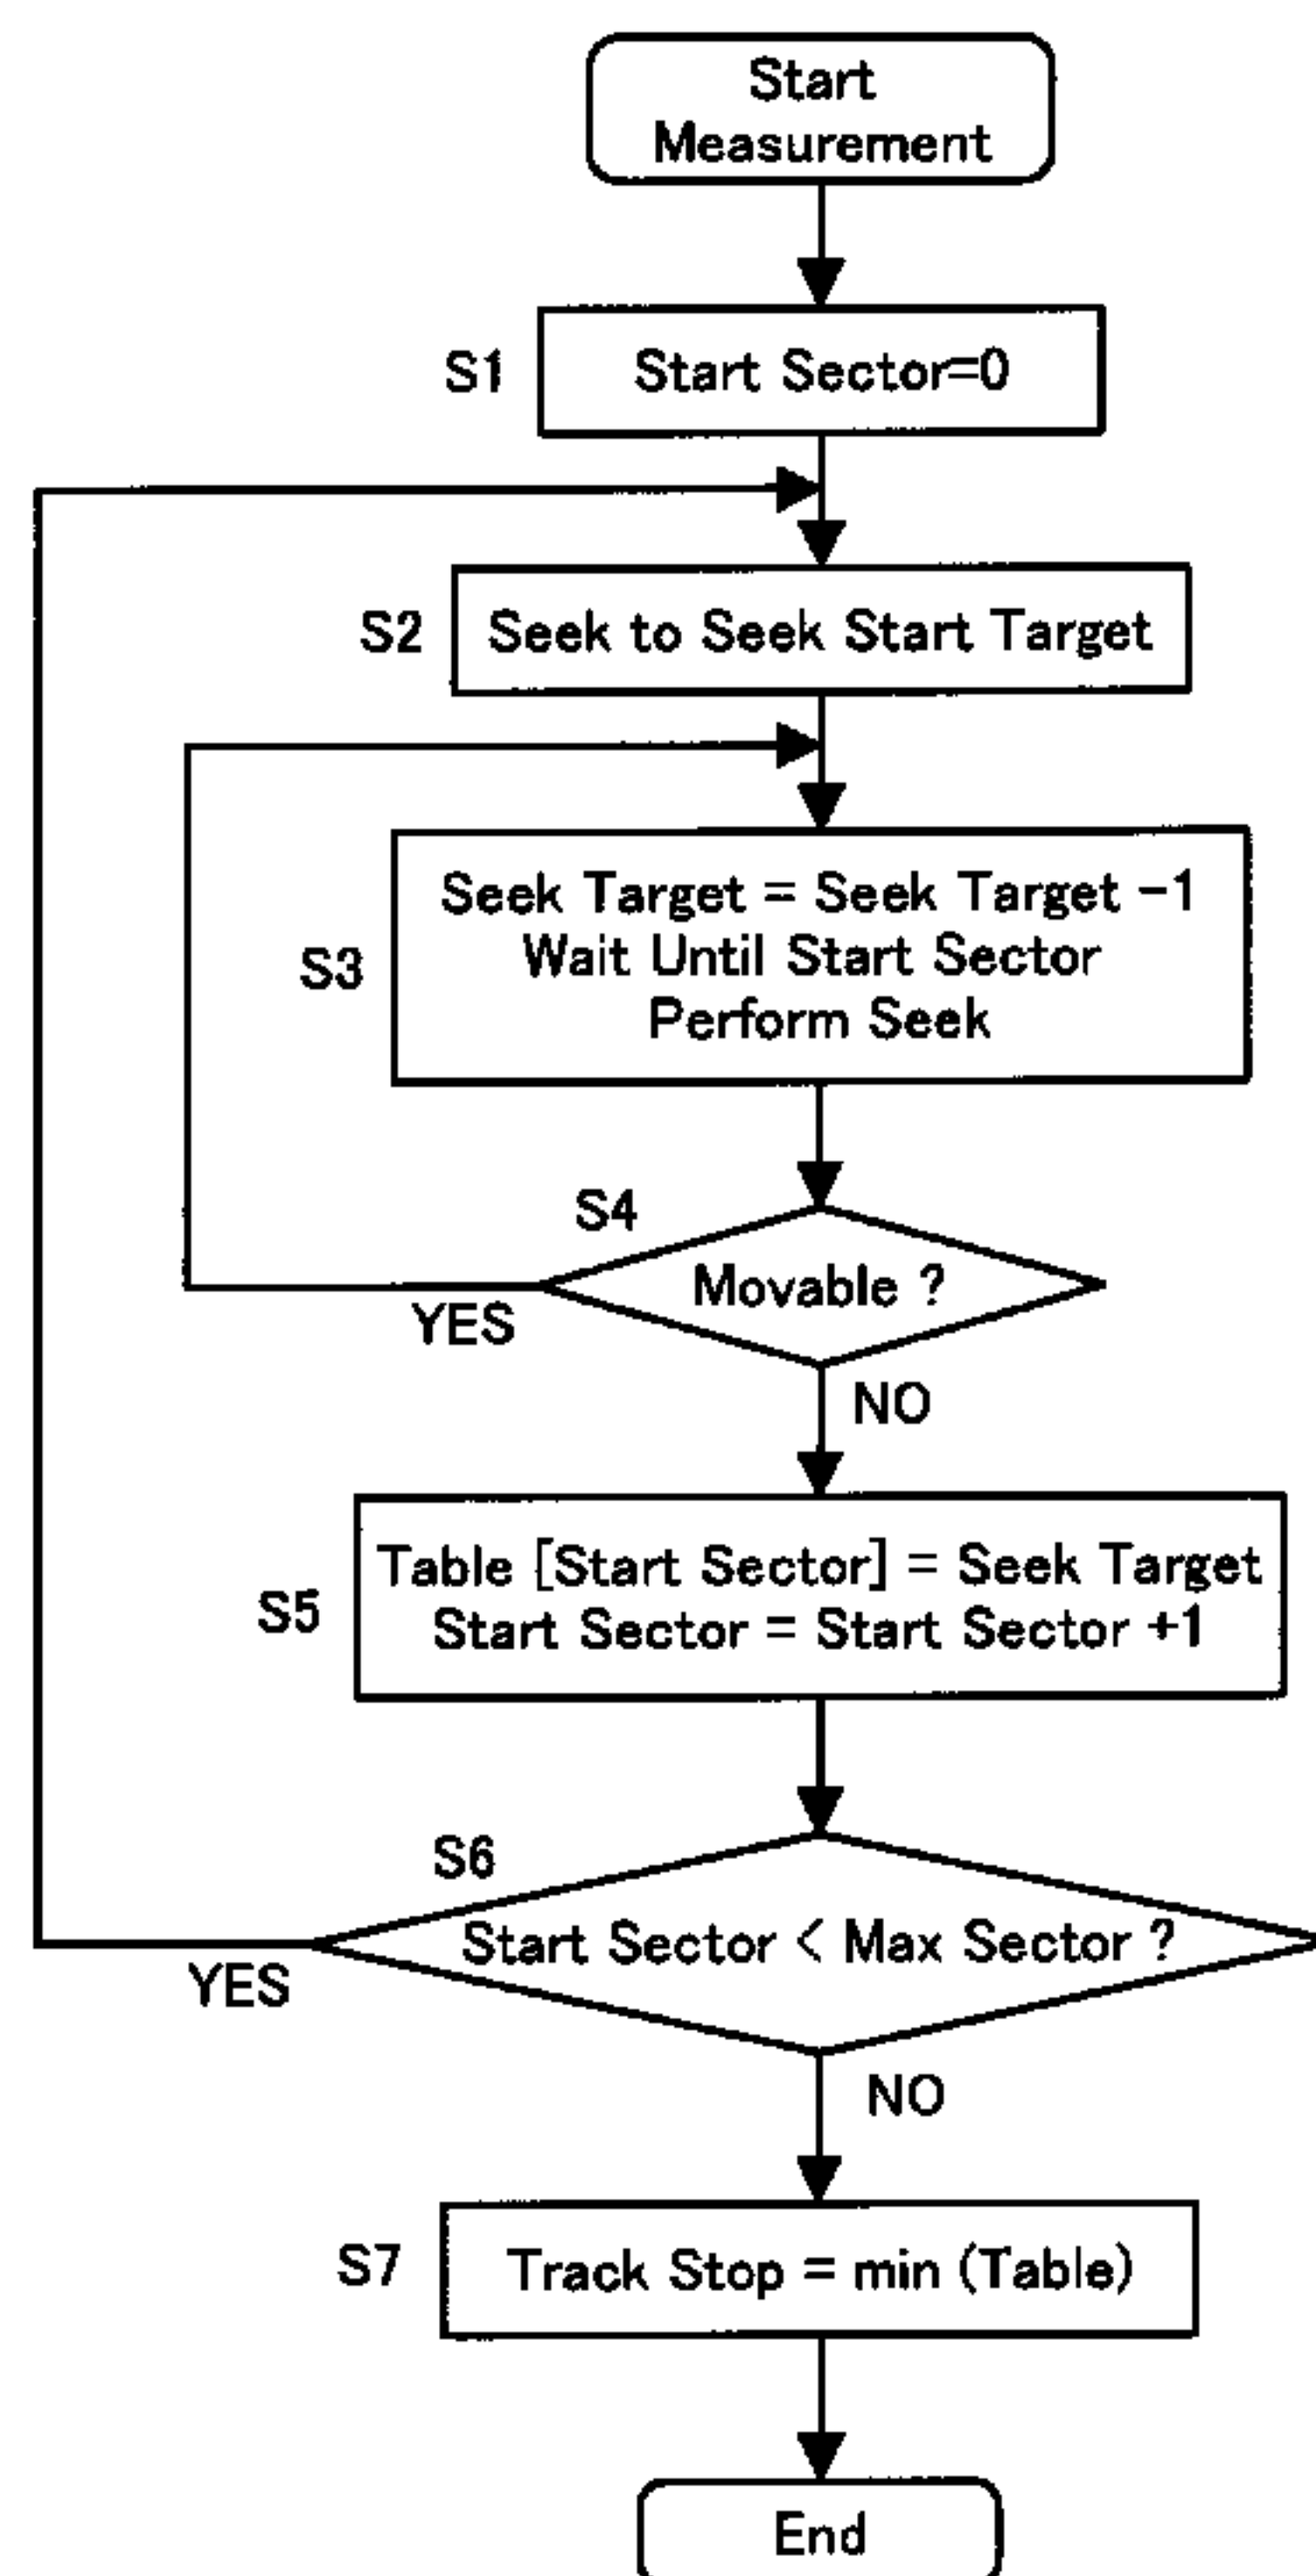 Start
Measurement
S1
Start Sector=0
S2
Seek to Seek Start Target
S3
Seek Target = Seek Target -1
Wait Until Start Sector
Perform Seek
S4
Movable ?
YES
NO
S5
Table [Start Sector] = Seek Target
Start Sector = Start Sector +1
S6
Start Sector < Max Sector ?
YES
NO
S7
Track Stop = min (Table)
End